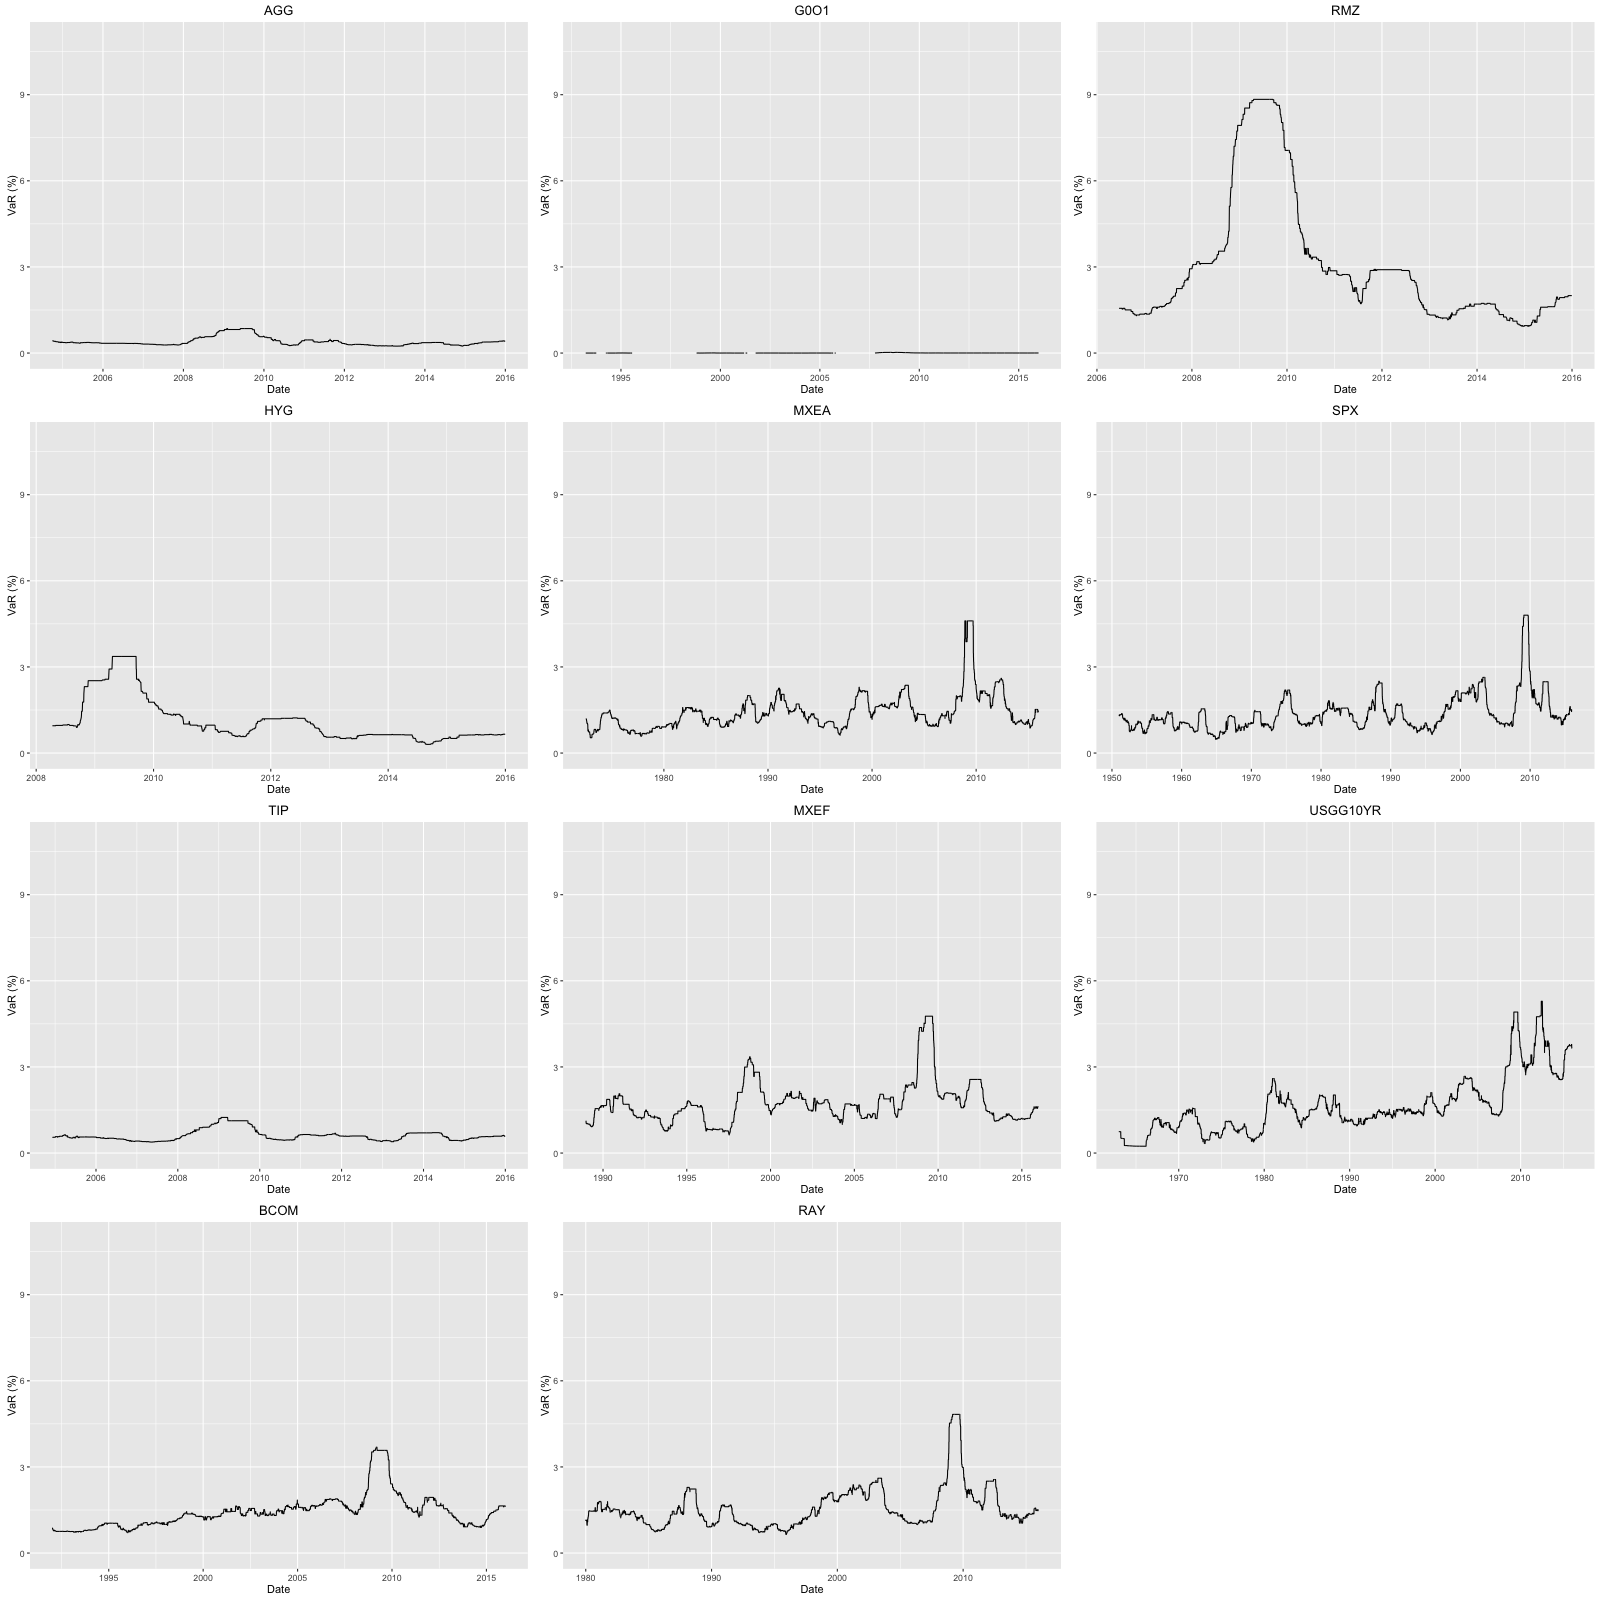 AGG
VaR (%)
9
6
3
0
2006 2008 2010 2012 2014 2016
Date
G0O1
VaR (%)
9
6
3
0
1995 2000 2005 2010 2015
Date
RMZ
VaR (%)
9
6
3
0
2006 2008 2010 2012 2014 2016
Date
HYG
VaR (%)
9
6
3
0
2008 2010 2012 2014 2016
Date
MXEA
VaR (%)
9
6
3
0
1980 1990 2000 2010
Date
SPX
VaR (%)
9
6
3
0
1950 1960 1970 1980 1990 2000 2010
Date
TIP
VaR (%)
9
6
3
0
2006 2008 2010 2012 2014 2016
Date
MXEF
VaR (%)
9
6
3
0
1990 1995 2000 2005 2010 2015
Date
USGG10YR
VaR (%)
9
6
3
0
1970 1980 1990 2000 2010
Date
BCOM
VaR (%)
9
6
3
0
1995 2000 2005 2010 2015
Date
RAY
VaR (%)
9
6
3
0
1980 1990 2000 2010
Date